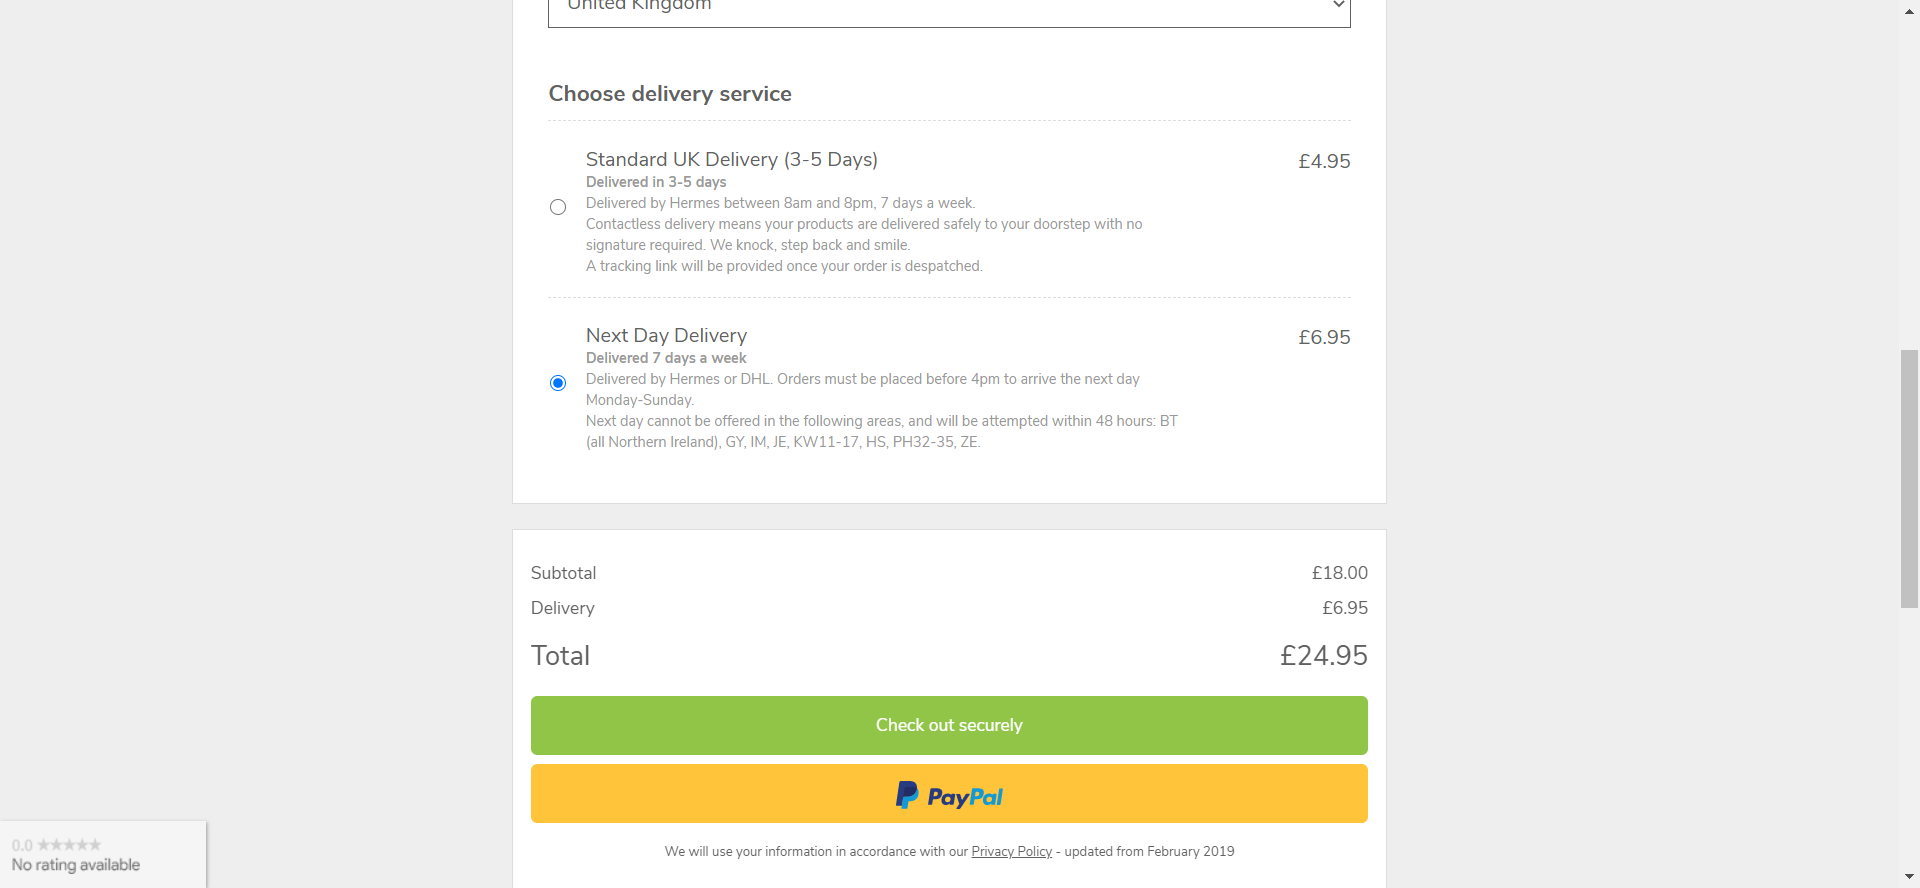 United Kingdom
Choose delivery service
Standard UK Delivery (3-5 Days)
£4.95
Delivered in 3-5 days
Delivered by Hermes between 8am and 8pm, 7 days a week.
Contactless delivery means your products are delivered safely to your doorstep with no
signature required. We knock, step back and smile.
A tracking link will be provided once your order is despatched.
Next Day Delivery
£6.95
Delivered 7 days a week
Delivered by Hermes or DHL. Orders must be placed before 4pm to arrive the next day
Monday-Sunday.
Next day cannot be offered in the following areas, and will be attempted within 48 hours: BT
(all Northern Ireland), GY, IM, JE, KW11-17, HS, PH32-35, ZE.
Subtotal £18.00
Delivery £6.95
Total £24.95
Check out securely
PayPal
We will use your information in accordance with our Privacy Policy - updated from February 2019
0.0
No rating available